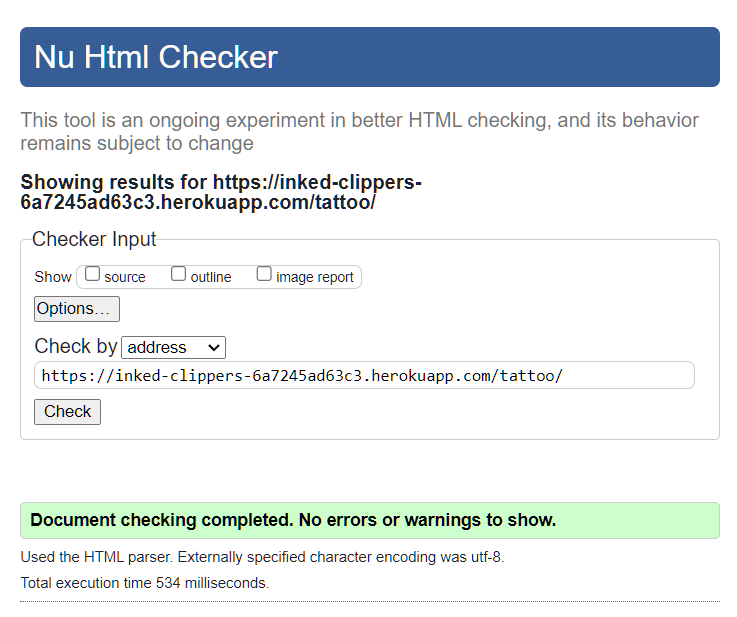 Nu Html Checker
This tool is an ongoing experiment in better HTML checking, and its behavior
remains subject to change
Showing results for https://inked-clippers-
6a7245ad63c3.herokuapp.com/tattoo/
Checker Input
Show source outline image report
Options...
Check by address
https://inked-clippers-6a7245ad63c3.herokuapp.com/tattoo/
Check
Document checking completed. No errors or warnings to show.
Used the HTML parser. Externally specified character encoding was utf-8.
Total execution time 534 milliseconds.